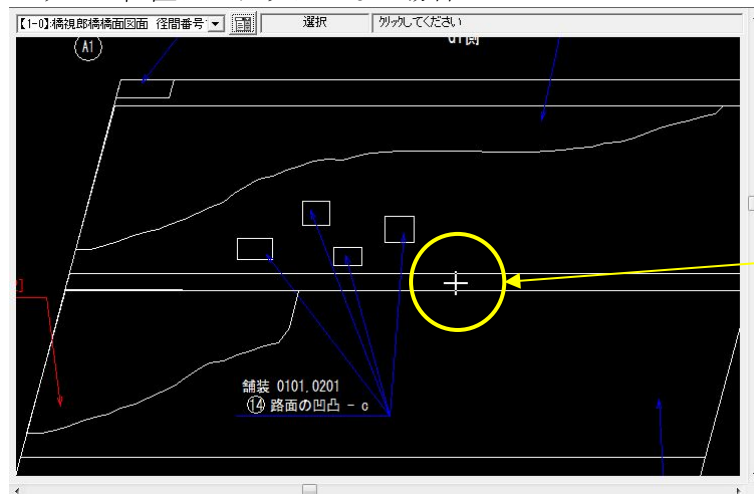 【1-0】:橋視郎橋橋面図面 径間番号
選択
クリックしてください
A1
G1側
舗装 0101,0201
⑭ 路面の凹凸 - c